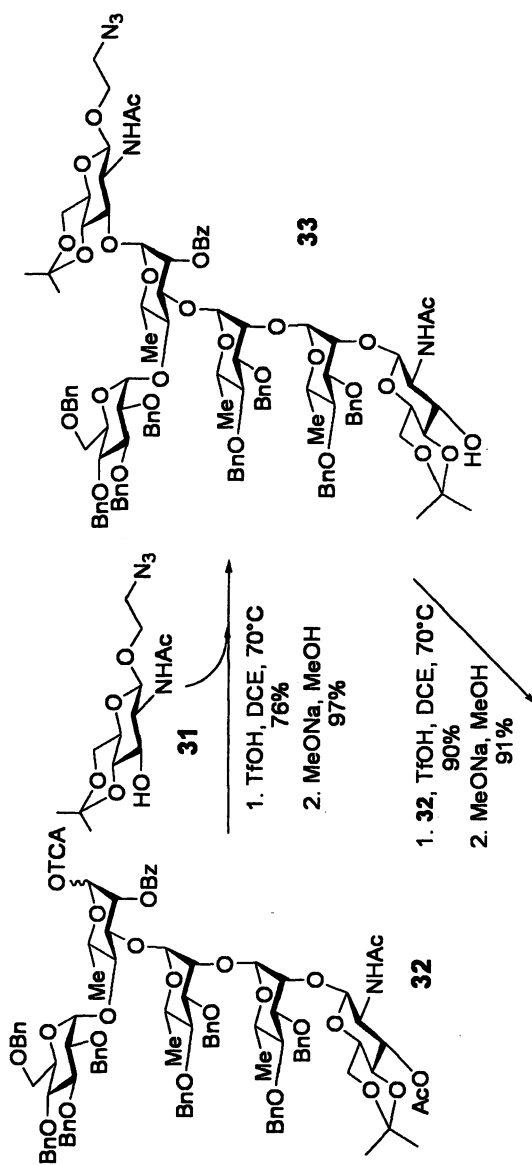 OBn
BnO
BnO
BnO
Me
O
O
OTCA
OBz
O
O
O
BnO
Me
BnO
O
O
O
BnO
Me
BnO
O
O
O
NHAc
AcO
32
O
O
HO
O
O
N3
NHAc
31
1. TfOH, DCE, 70°C
76%
2. MeONa, MeOH
97%
OBn
BnO
BnO
BnO
Me
O
O
O
O
O
O
O
N3
NHAc
OBz
33
O
O
O
BnO
Me
BnO
O
O
O
BnO
Me
BnO
O
O
O
NHAc
HO
1. 32, TfOH, DCE, 70°C
90%
2. MeONa, MeOH
91%